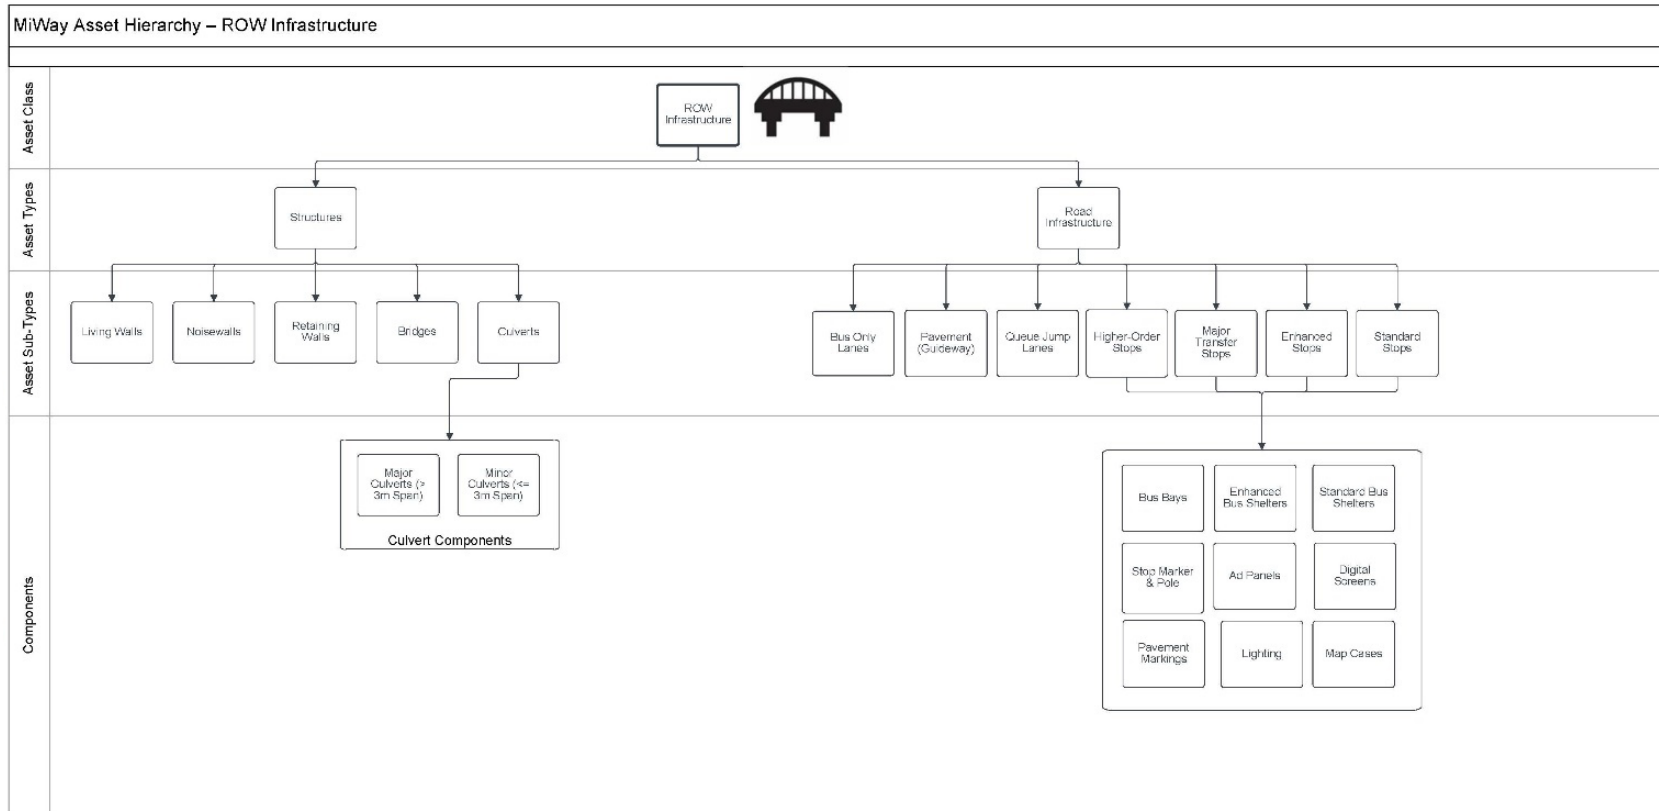 MiWay Asset Hierarchy – ROW Infrastructure
Asset Class
ROW
Infrastructure
Asset Types
Structures
Road
Infrastructure
Asset Sub-Types
Living Walls
Noisewalls
Retaining
Walls
Bridges
Culverts
Bus Only
Lanes
Pavement
(Guideway)
Queue Jump
Lanes
Higher-Order
Stops
Major
Transfer
Stops
Enhanced
Stops
Standard
Stops
Components
Major
Culverts (>
3m Span)
Minor
Culverts (<=
3m Span)
Culvert Components
Bus Bays
Enhanced
Bus Shelters
Standard Bus
Shelters
Stop Marker
& Pole
Ad Panels
Digital
Screens
Pavement
Markings
Lighting
Map Cases